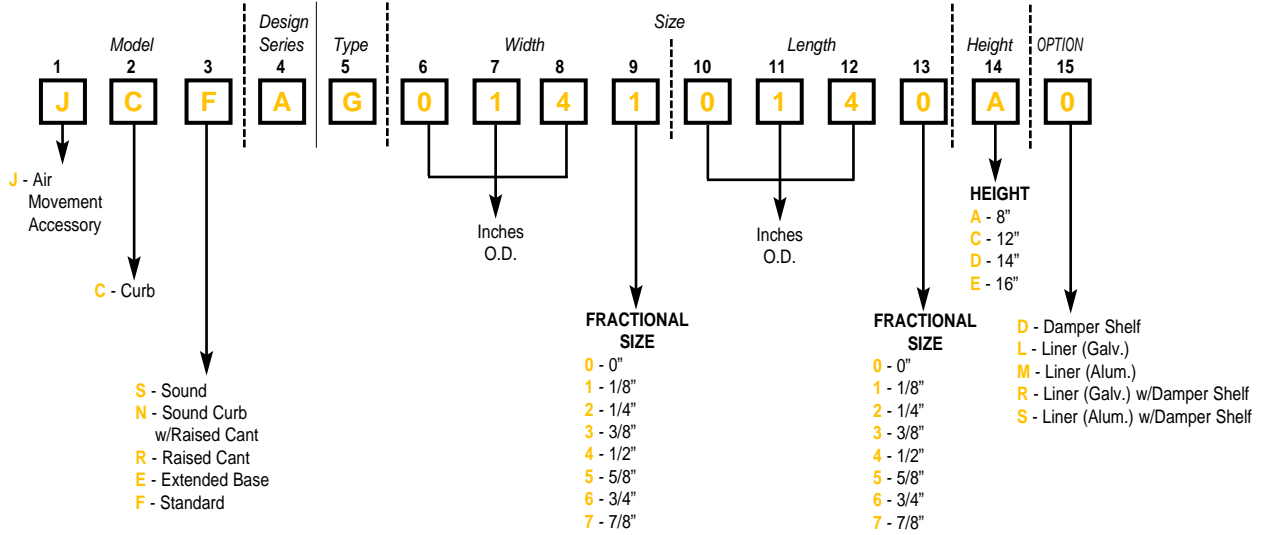 Design Size
Model Series Type Width Length Height OPTION
1 2 3 4 5 6 7 8 9 10 11 12 13 14 15
J C F A G 0 1 4 1 0 1 4 0 A 0
J - Air
Movement
Accessory
C - Curb
S - Sound
N - Sound Curb
w/Raised Cant
R - Raised Cant
E - Extended Base
F - Standard
Inches
O.D.
FRACTIONAL
SIZE
0 - 0”
1 - 1/8”
2 - 1/4”
3 - 3/8”
4 - 1/2”
5 - 5/8”
6 - 3/4”
7 - 7/8”
Inches
O.D.
FRACTIONAL
SIZE
0 - 0”
1 - 1/8”
2 - 1/4”
3 - 3/8”
4 - 1/2”
5 - 5/8”
6 - 3/4”
7 - 7/8”
HEIGHT
A - 8”
C - 12”
D - 14”
E - 16”
D - Damper Shelf
L - Liner (Galv.)
M - Liner (Alum.)
R - Liner (Galv.) w/Damper Shelf
S - Liner (Alum.) w/Damper Shelf